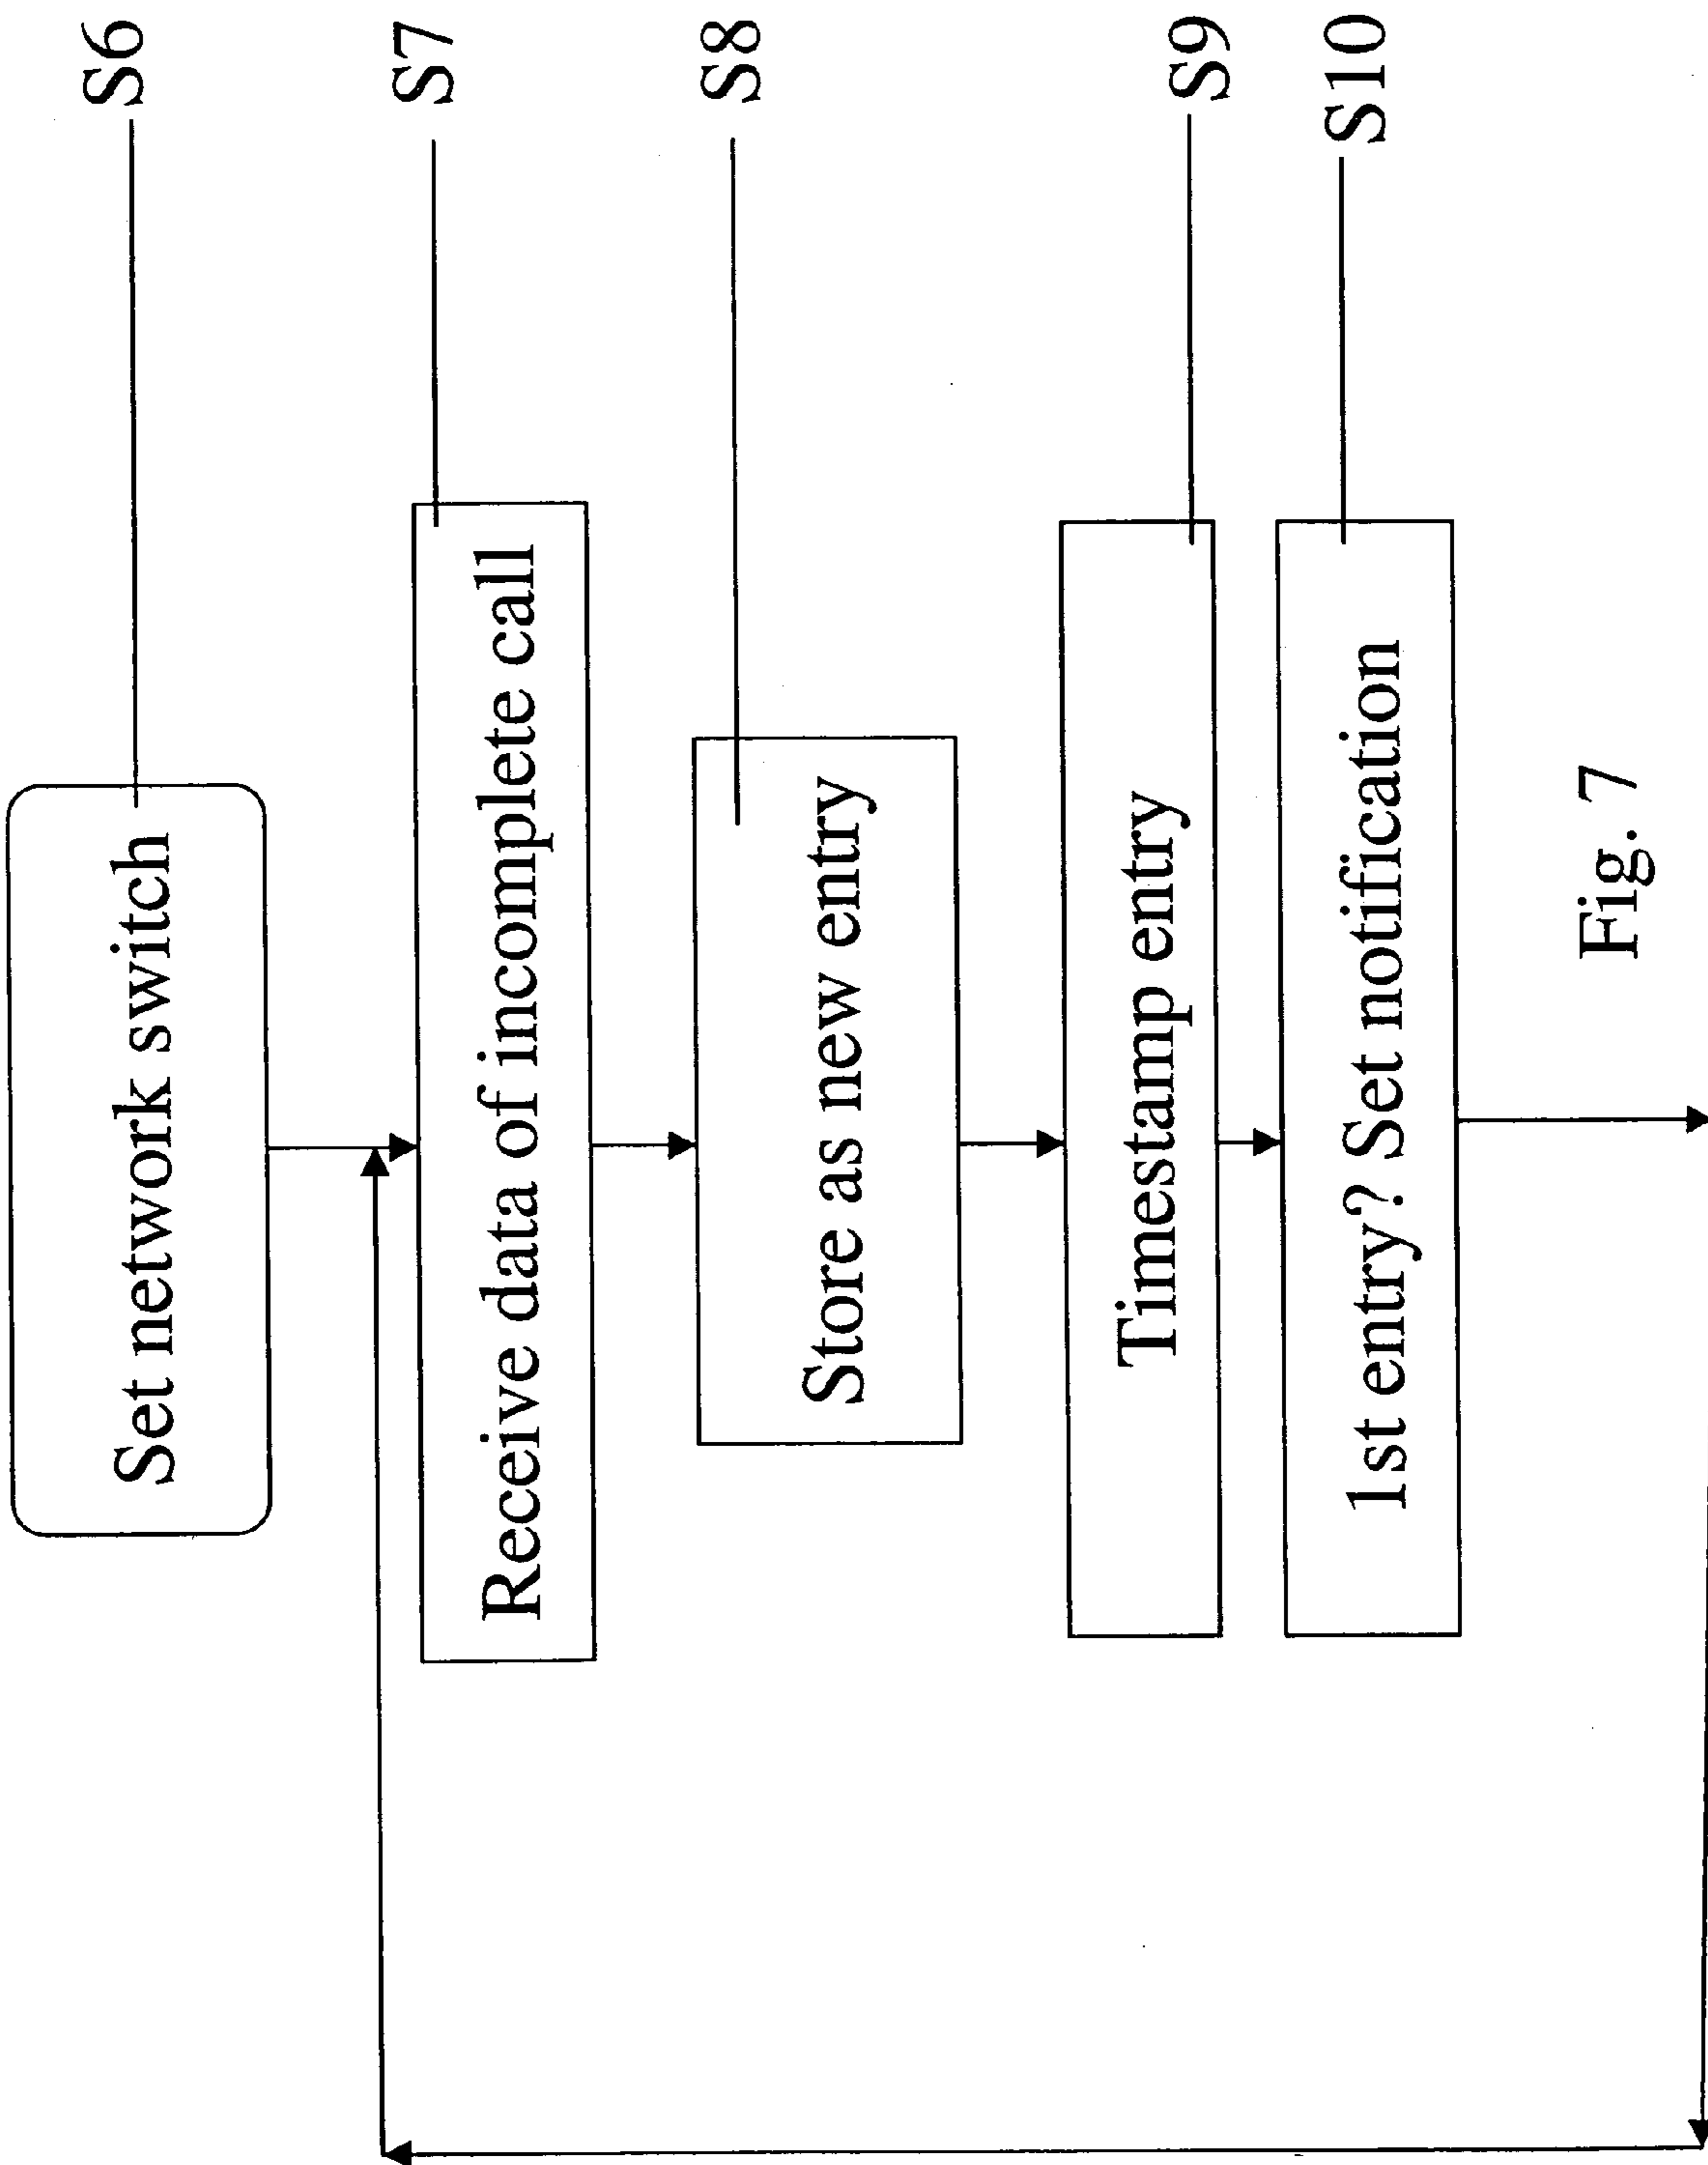 Set network switch
S6
Receive data of incomplete call
S7
Store as new entry
S8
Timestamp entry
S9
1st entry? Set notification
S10
Fig. 7